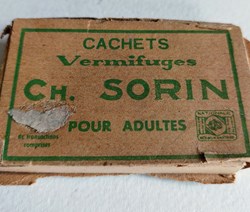 CACHETS
Vermifuges
CH. SORIN
POUR ADULTES